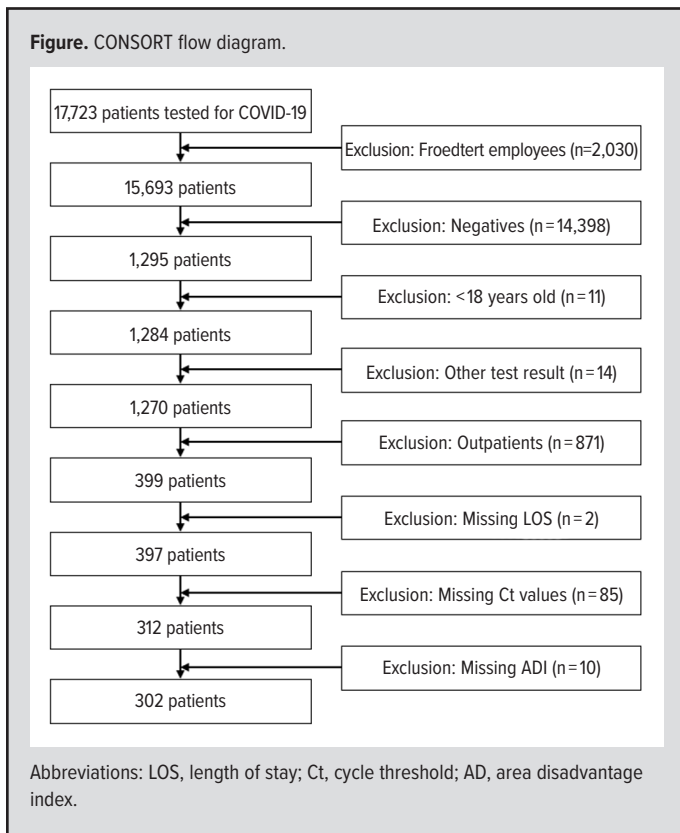 Figure. CONSORT flow diagram.
17,723 patients tested for COVID-19
Exclusion: Froedtert employees (n=2,030)
15,693 patients
Exclusion: Negatives (n=14,398)
1,295 patients
Exclusion: <18 years old (n=11)
1,284 patients
Exclusion: Other test result (n=14)
1,270 patients
Exclusion: Outpatients (n=871)
399 patients
Exclusion: Missing LOS (n=2)
397 patients
Exclusion: Missing Ct values (n=85)
312 patients
Exclusion: Missing ADI (n=10)
302 patients
Abbreviations: LOS, length of stay; Ct, cycle threshold; AD, area disadvantage
index.